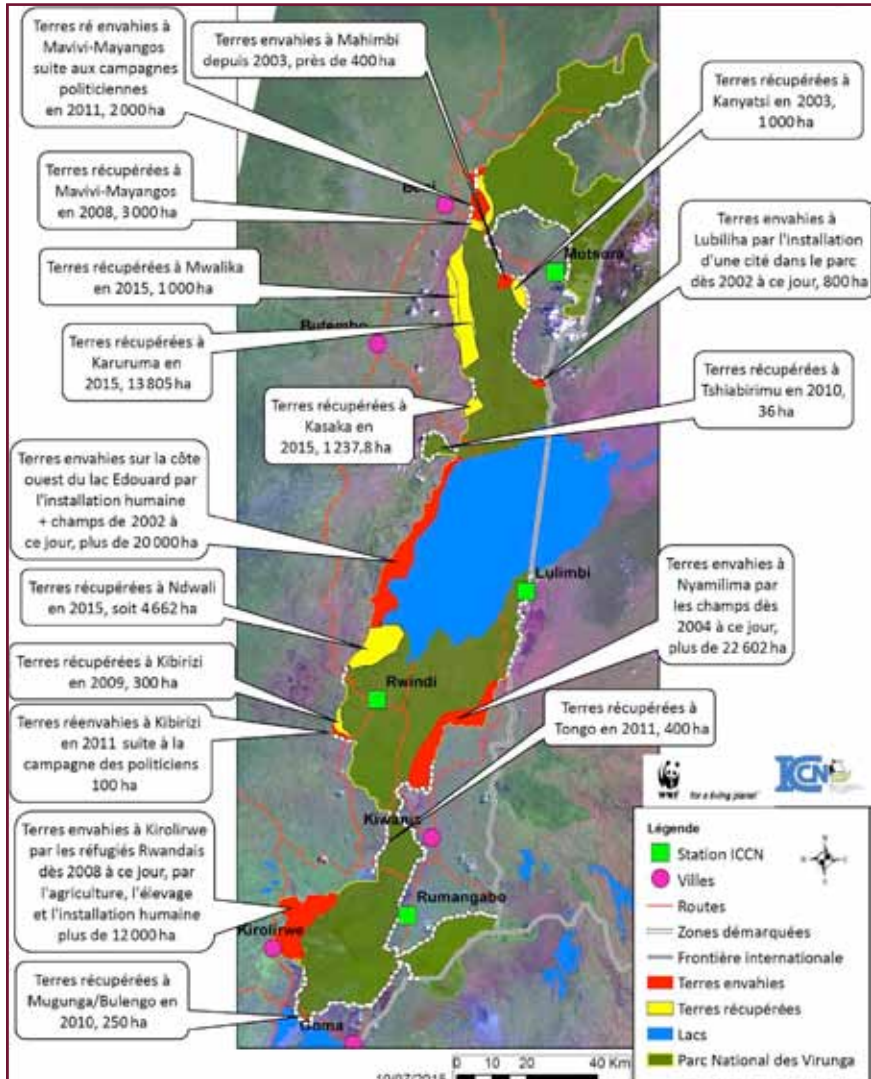 Terres ré envahies à
Mavivi-Mayangos
suite aux campagnes
politiciennes
en 2011, 2 000 ha
Terres envahies à Mahimbi
depuis 2003, près de 400 ha
Terres récupérées à
Kanyatsi en 2003,
1 000 ha
Terres récupérées à
Mavivi-Mayangos
en 2008, 3 000 ha
Terres envahies à
Lubiliha par l'installation
d'une cité dans le parc
dès 2002 à ce jour, 800 ha
Mutsora
Terres récupérées à Mwalika
en 2015, 1 000 ha
Terres récupérées à
Karuruma en
2015, 13 805 ha
Terres récupérées à
Tshiabirimu en 2010,
36 ha
Terres récupérées à
Kasaka en
2015, 1 237,8 ha
Terres envahies sur la côte
ouest du lac Edouard par
l'installation humaine
+ champs de 2002 à
ce jour, plus de 20 000 ha
Lulimbi
Terres envahies à
Nyamilima par
les champs dès
2004 à ce jour,
plus de 22 602 ha
Terres récupérées à Ndwali
en 2015, soit 4 662 ha
Rwindi
Terres récupérées à Kibirizi
en 2009, 300 ha
Terres récupérées à
Tongo en 2011, 400 ha
Terres réenvahies à Kibirizi
en 2011 suite à la
campagne des politiciens
100 ha
Terres envahies à Kirolirwe
par les réfugiés Rwandais
dès 2008 à ce jour, par
l'agriculture, l'élevage
et l'installation humaine
plus de 12 000 ha
Rumangabo
Kirolirwe
Terres récupérées à
Mugunga/Bulengo en
2010, 250 ha
Goma
WWF
for a living planet
ICCN
Légende
Station ICCN
Villes
Routes
Zones démarquées
Frontière internationale
Terres envahies
Terres récupérées
Lacs
Parc National des Virunga
0 10 20 40 Km
10/07/2015